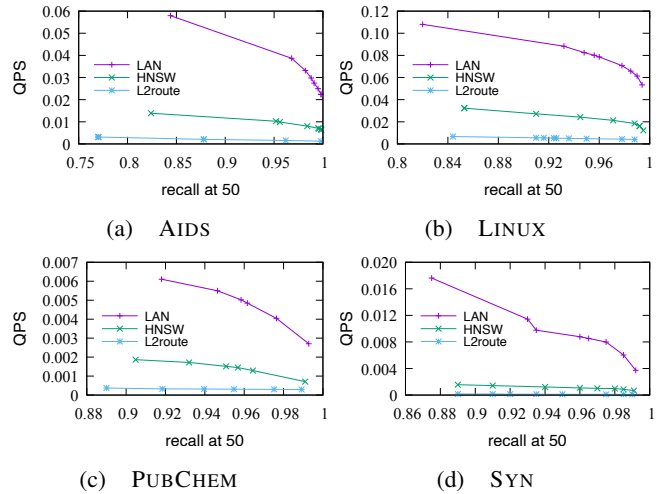 QPS
0.06
0.05
0.04
0.03
0.02
0.01
0
LAN
HNSW
L2route
0.75 0.8 0.85 0.9 0.95 1
recall at 50
(a) AIDS
QPS
0.12
0.10
0.08
0.06
0.04
0.02
0
LAN
HNSW
L2route
0.8 0.84 0.88 0.92 0.96 1
recall at 50
(b) LINUX
QPS
0.007
0.006
0.005
0.004
0.003
0.002
0.001
0
LAN
HNSW
L2route
0.88 0.9 0.92 0.94 0.96 0.98 1
recall at 50
(c) PUBCHEM
QPS
0.020
0.016
0.012
0.008
0.004
0
LAN
HNSW
L2route
0.86 0.88 0.9 0.92 0.94 0.96 0.98 1
recall at 50
(d) SYN